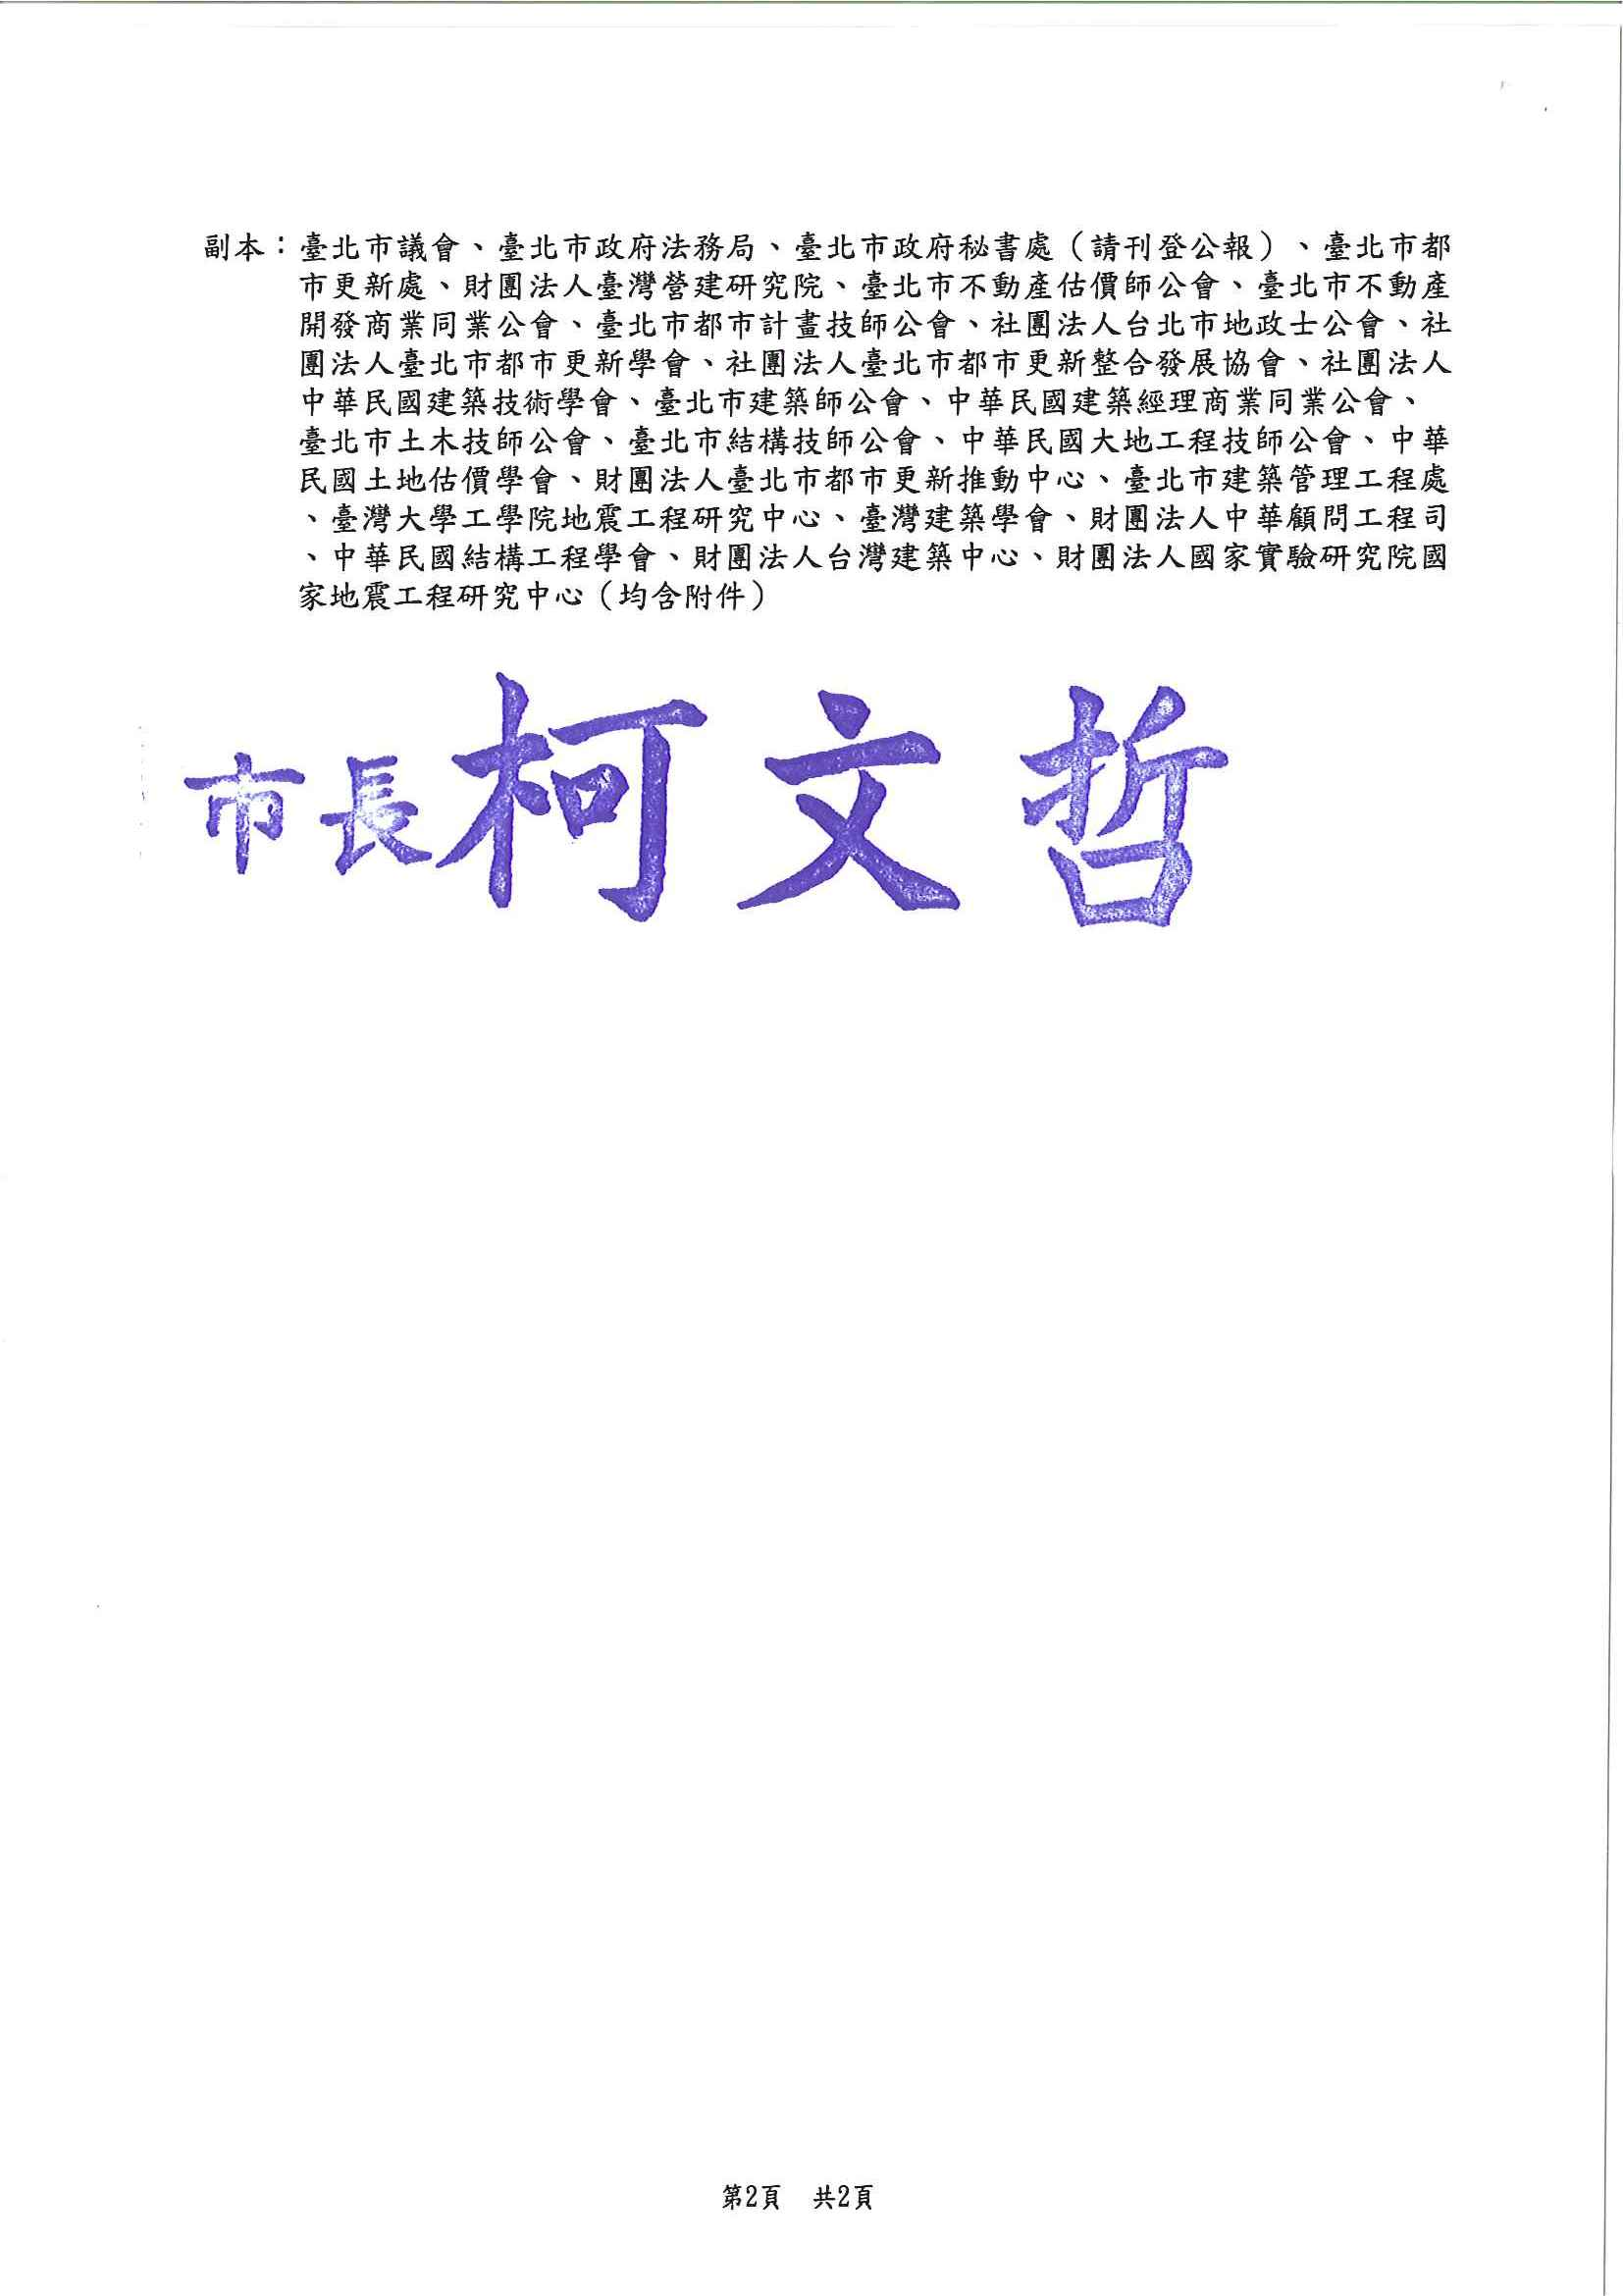 副本：臺北市議會、臺北市政府法務局、臺北市政府秘書處（請刊登公報）、臺北市都
市更新處、財團法人臺灣營建研究院、臺北市不動產估價師公會、臺北市不動產
開發商業同業公會、臺北市都市計畫技師公會、社團法人台北市地政士公會、社
團法人臺北市都市更新學會、社團法人臺北市都市更新整合發展協會、社團法人
中華民國建築技術學會、臺北市建築師公會、中華民國建築經理商業同業公會、
臺北市土木技師公會、臺北市結構技師公會、中華民國大地工程技師公會、中華
民國土地估價學會、財團法人臺北市都市更新推動中心、臺北市建築管理工程處
、臺灣大學工學院地震工程研究中心、臺灣建築學會、財團法人中華顧問工程司
、中華民國結構工程學會、財團法人台灣建築中心、財團法人國家實驗研究院國
家地震工程研究中心（均含附件）
市長柯文哲
第2頁　共2頁